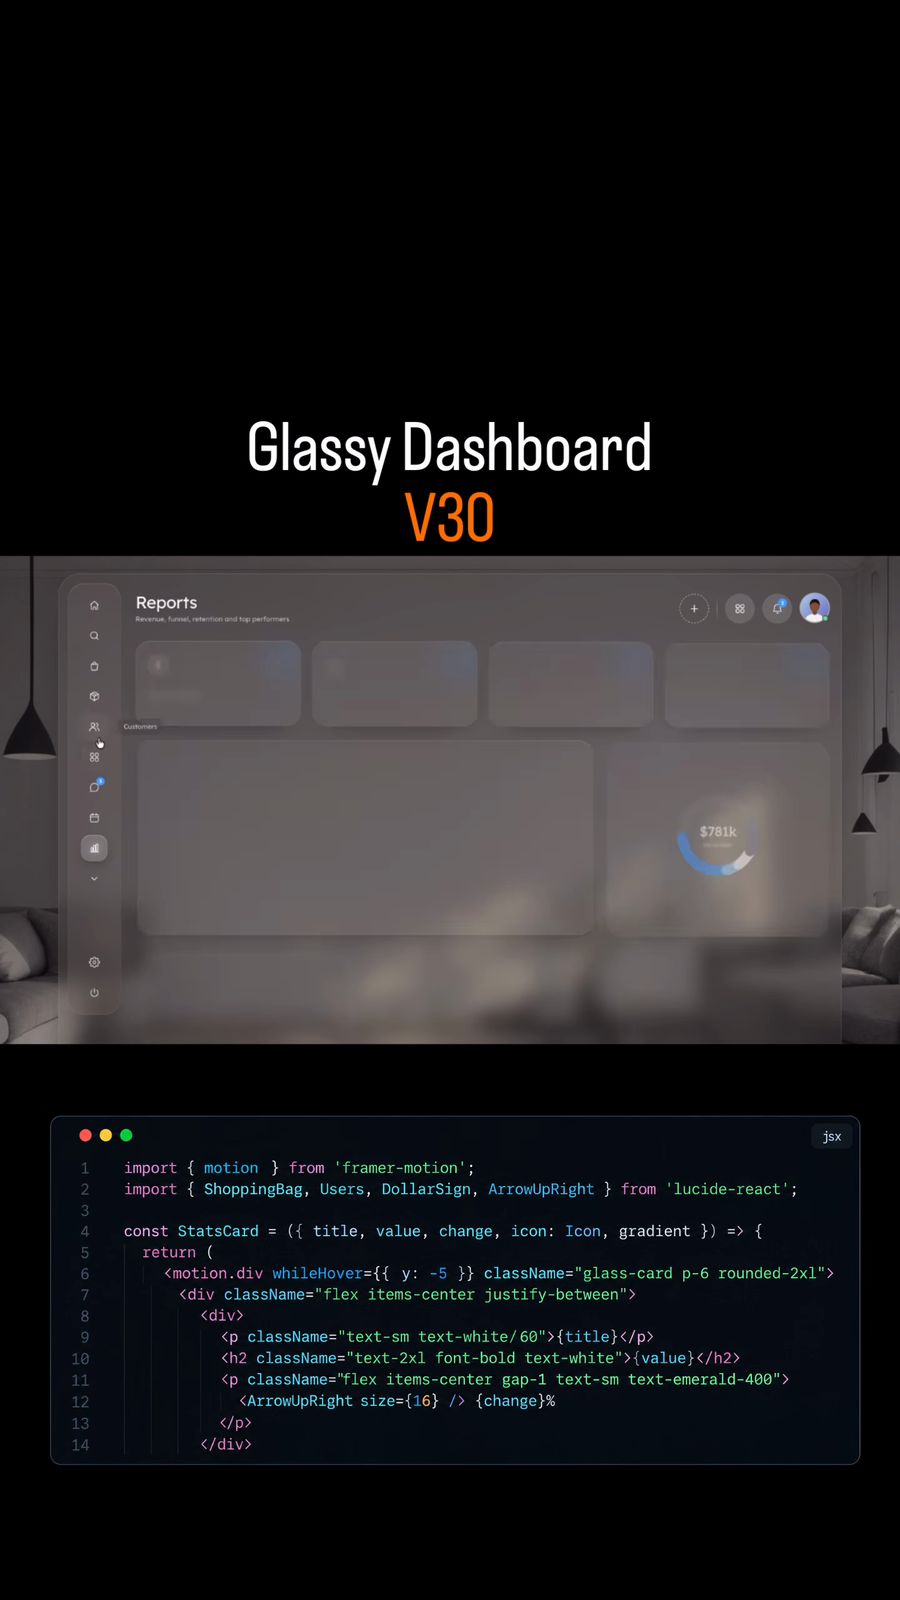 Glassy Dashboard
V30
Reports
Revenue, funnel, retention and top performers
Customers
$781k
jsx
1 import { motion } from 'framer-motion';
2 import { ShoppingBag, Users, DollarSign, ArrowUpRight } from 'lucide-react';
3
4 const StatsCard = ({ title, value, change, icon: Icon, gradient }) => {
5 return (
6 <motion.div whileHover={{ y: -5 }} className="glass-card p-6 rounded-2xl">
7 <div className="flex items-center justify-between">
8 <div>
9 <p className="text-sm text-white/60">{title}</p>
10 <h2 className="text-2xl font-bold text-white">{value}</h2>
11 <p className="flex items-center gap-1 text-sm text-emerald-400">
12 <ArrowUpRight size={16} /> {change}%
13 </p>
14 </div>